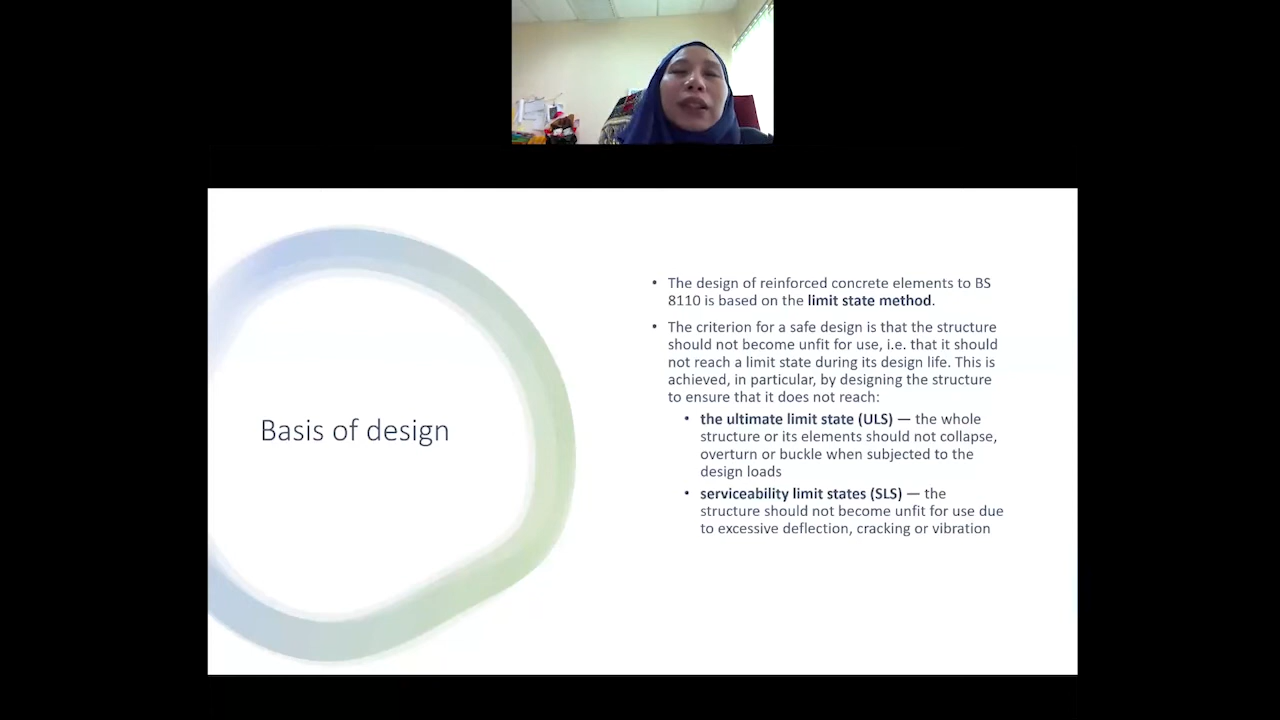 Basis of design
• The design of reinforced concrete elements to BS
8110 is based on the limit state method.
• The criterion for a safe design is that the structure
should not become unfit for use, i.e. that it should
not reach a limit state during its design life. This is
achieved, in particular, by designing the structure
to ensure that it does not reach:
• the ultimate limit state (ULS) — the whole
structure or its elements should not collapse,
overturn or buckle when subjected to the
design loads
• serviceability limit states (SLS) — the
structure should not become unfit for use due
to excessive deflection, cracking or vibration